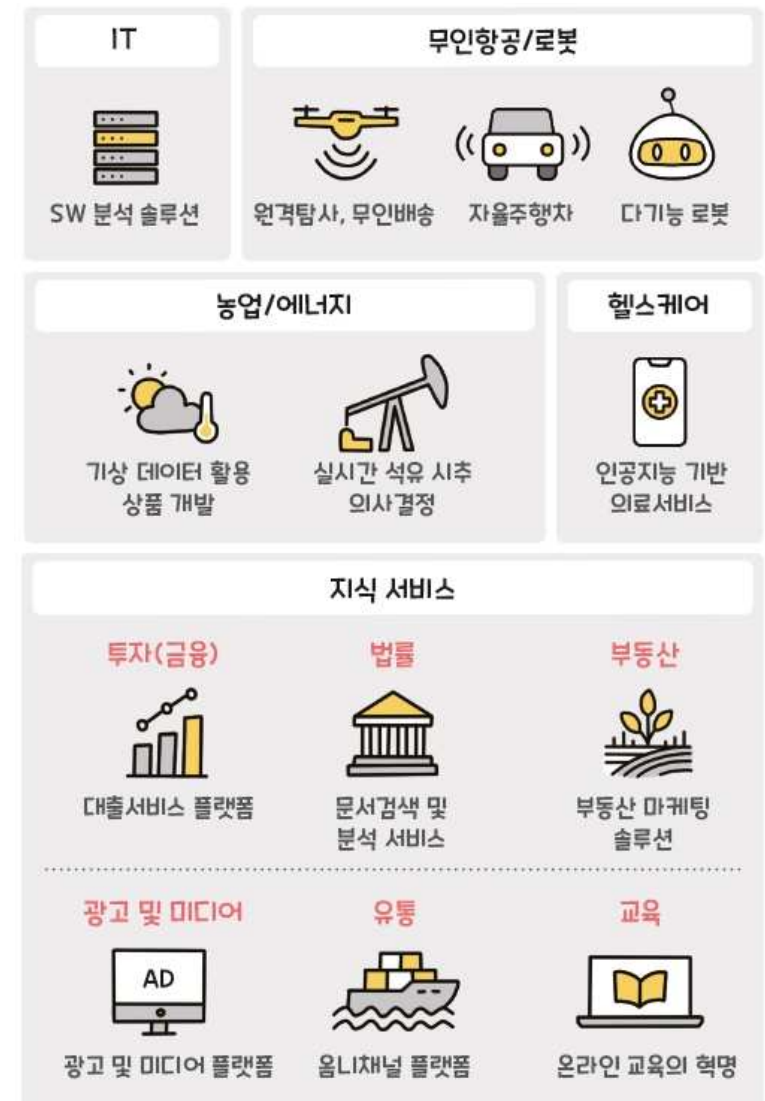 IT
무인항공/로봇
SW 분석 솔루션
원격탐사, 무인배송
자율주행차
다기능 로봇
농업/에너지
헬스케어
기상 데이터 활용
상품 개발
실시간 석유 시추
의사결정
인공지능 기반
의료서비스
지식 서비스
투자(금융)
법률
부동산
대출서비스 플랫폼
문서검색 및
분석 서비스
부동산 마케팅
솔루션
광고 및 미디어
유통
교육
AD
광고 및 미디어 플랫폼
옴니채널 플랫폼
온라인 교육의 혁명